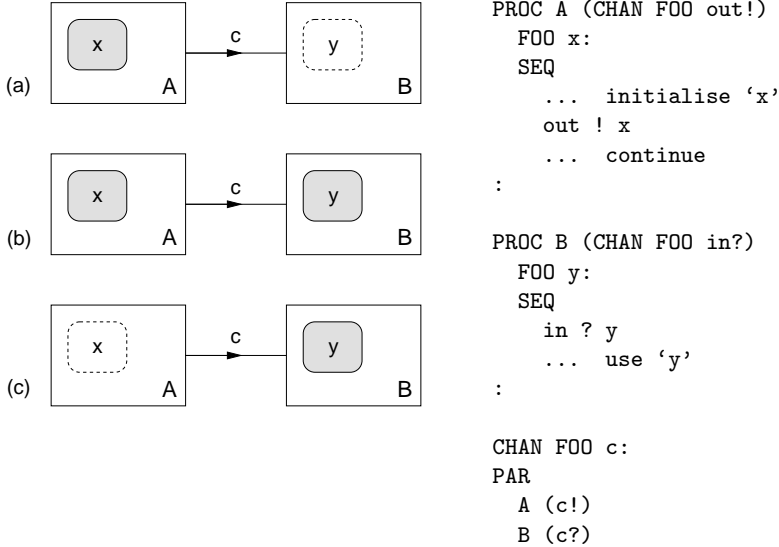 (a)
x
A
c
y
B
(b)
x
A
c
y
B
(c)
x
A
c
y
B
PROC A (CHAN FOO out!)
  FOO x:
  SEQ
    ...  initialise ‘x’
    out ! x
    ...  continue
:
PROC B (CHAN FOO in?)
  FOO y:
  SEQ
    in ? y
    ...  use ‘y’
:
CHAN FOO c:
PAR
  A (c!)
  B (c?)